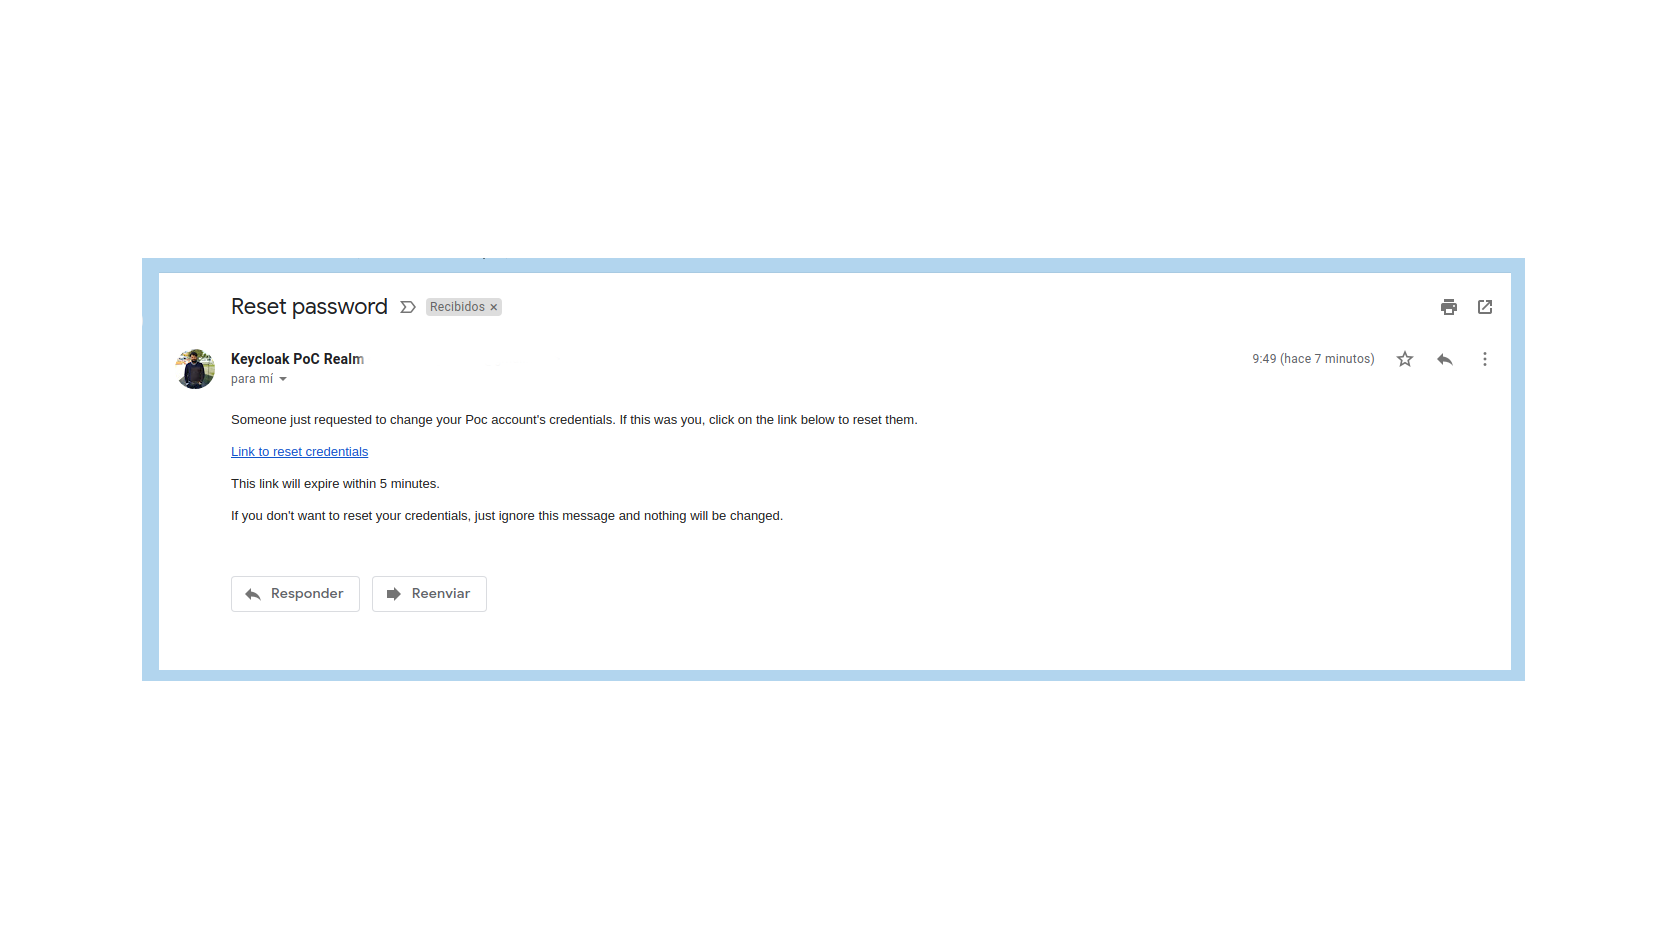 Reset password Recibidos ×
Keycloak PoC Realm 9:49 (hace 7 minutos)
para mí
Someone just requested to change your Poc account's credentials. If this was you, click on the link below to reset them.
Link to reset credentials
This link will expire within 5 minutes.
If you don't want to reset your credentials, just ignore this message and nothing will be changed.
Responder Reenviar